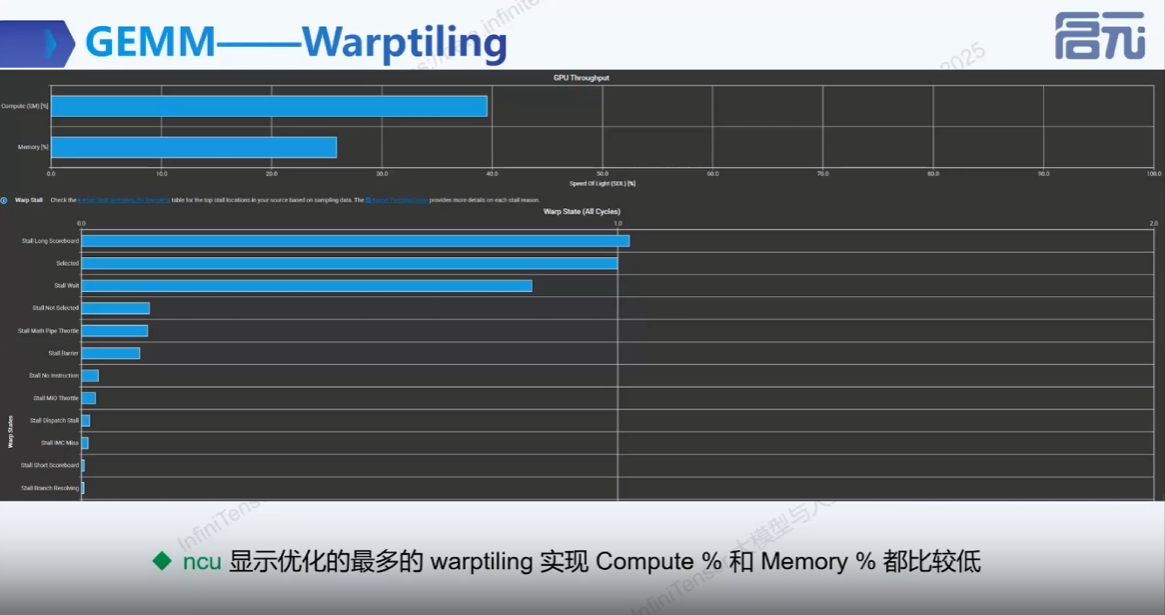 GEMM——Warptiling
启元
GPU Throughput
Compute (SM) [%]
Memory [%]
0.0 10.0 20.0 30.0 40.0 50.0 60.0 70.0 80.0 90.0 100.0
Speed Of Light (SOL) [%]
Warp Stall Check the table for the top stall locations in your source based on sampling data. The provides more details on each stall reason.
Warp State (All Cycles)
0.0 1.0 2.0
Stall Long Scoreboard
Selected
Stall Wait
Stall Not Selected
Stall Math Pipe Throttle
Stall Barrier
Stall No Instruction
Stall MIO Throttle
Stall Dispatch Stall
Stall IMC Miss
Stall Short Scoreboard
Stall Branch Resolving
Warp States
ncu 显示优化的最多的 warptiling 实现 Compute % 和 Memory % 都比较低